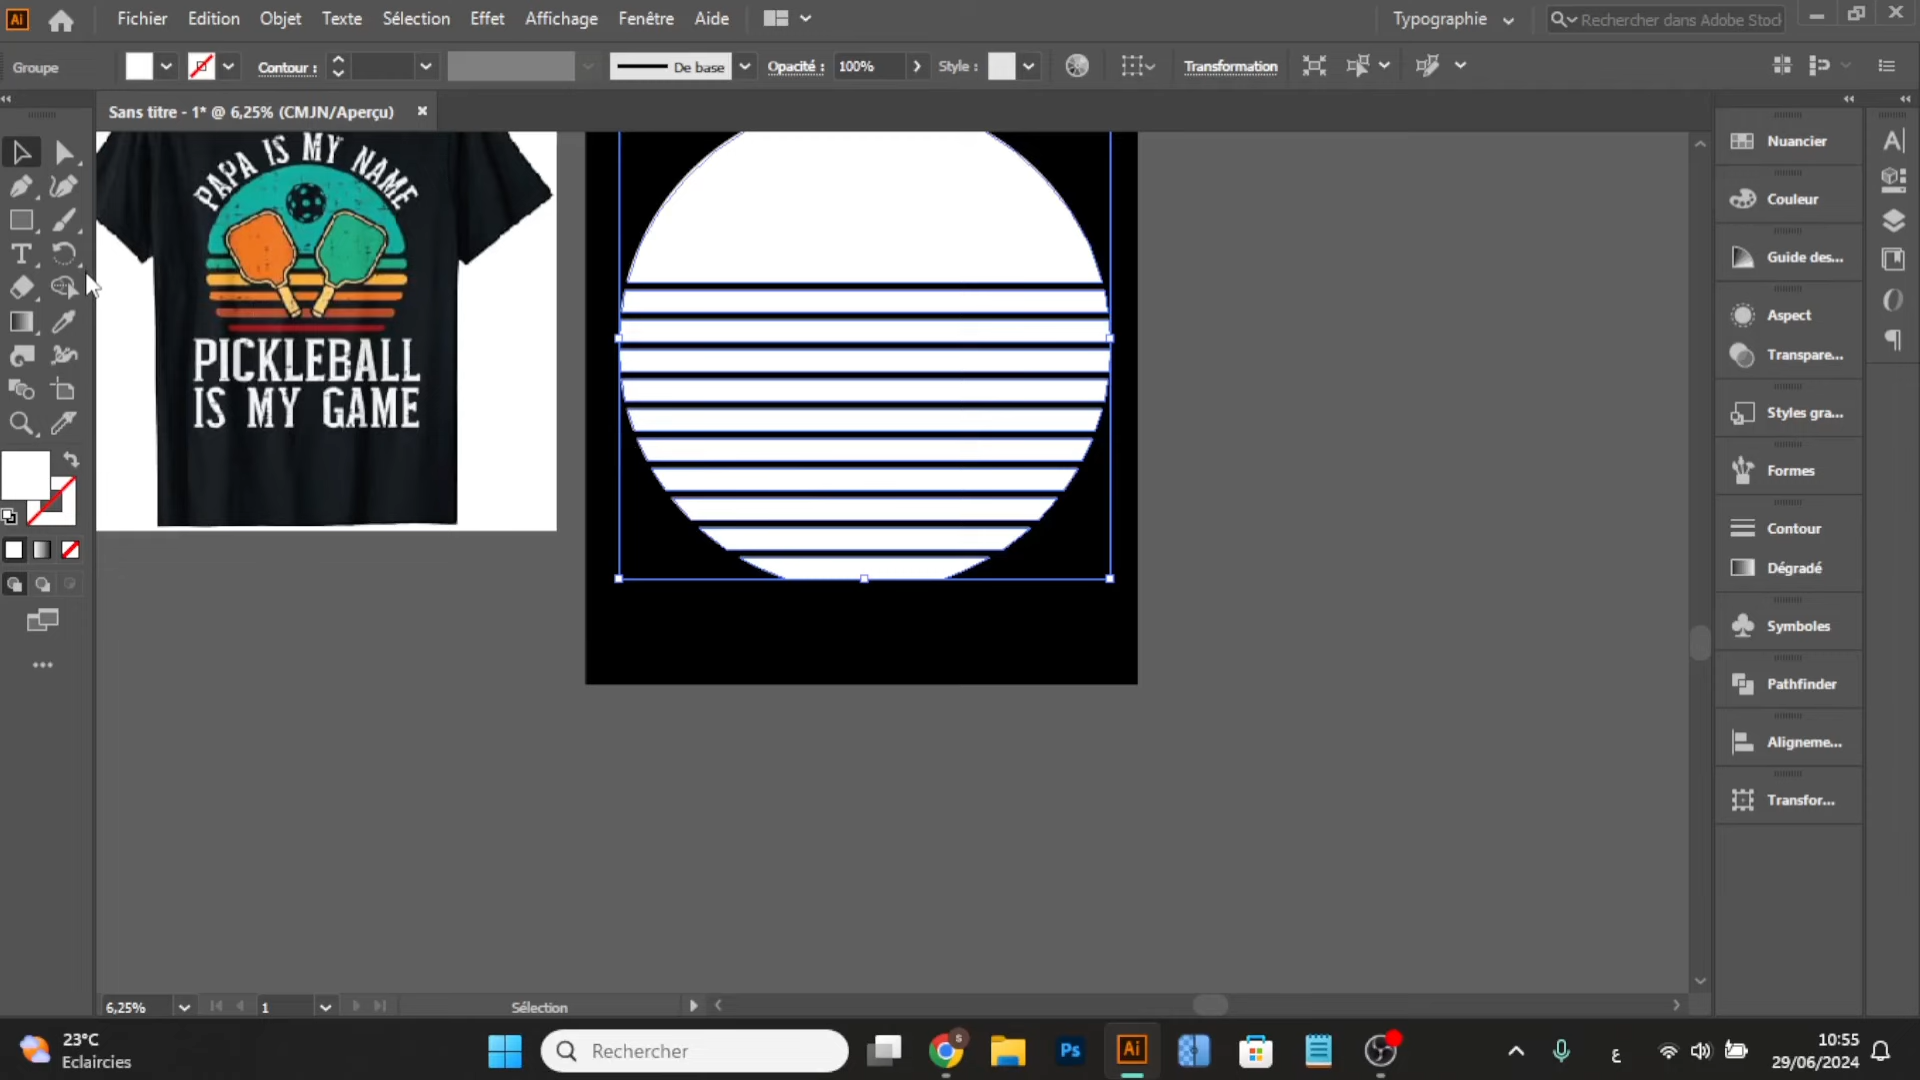 Ai Fichier Edition Objet Texte Sélection Effet Affichage Fenêtre Aide Typographie Rechercher dans Adobe Stock
Groupe Contour : De base Opacité : 100% Style : Transformation
Sans titre - 1* @ 6,25% (CMJN/Aperçu)
PAPA IS MY NAME
PICKLEBALL
IS MY GAME
Nuancier
Couleur
Guide des...
Aspect
Transpare...
Styles gra...
Formes
Contour
Dégradé
Symboles
Pathfinder
Aligneme...
Transfor...
6,25% 1 Sélection
23°C
Eclaircies
Rechercher
Ps
Ai
ع
10:55
29/06/2024